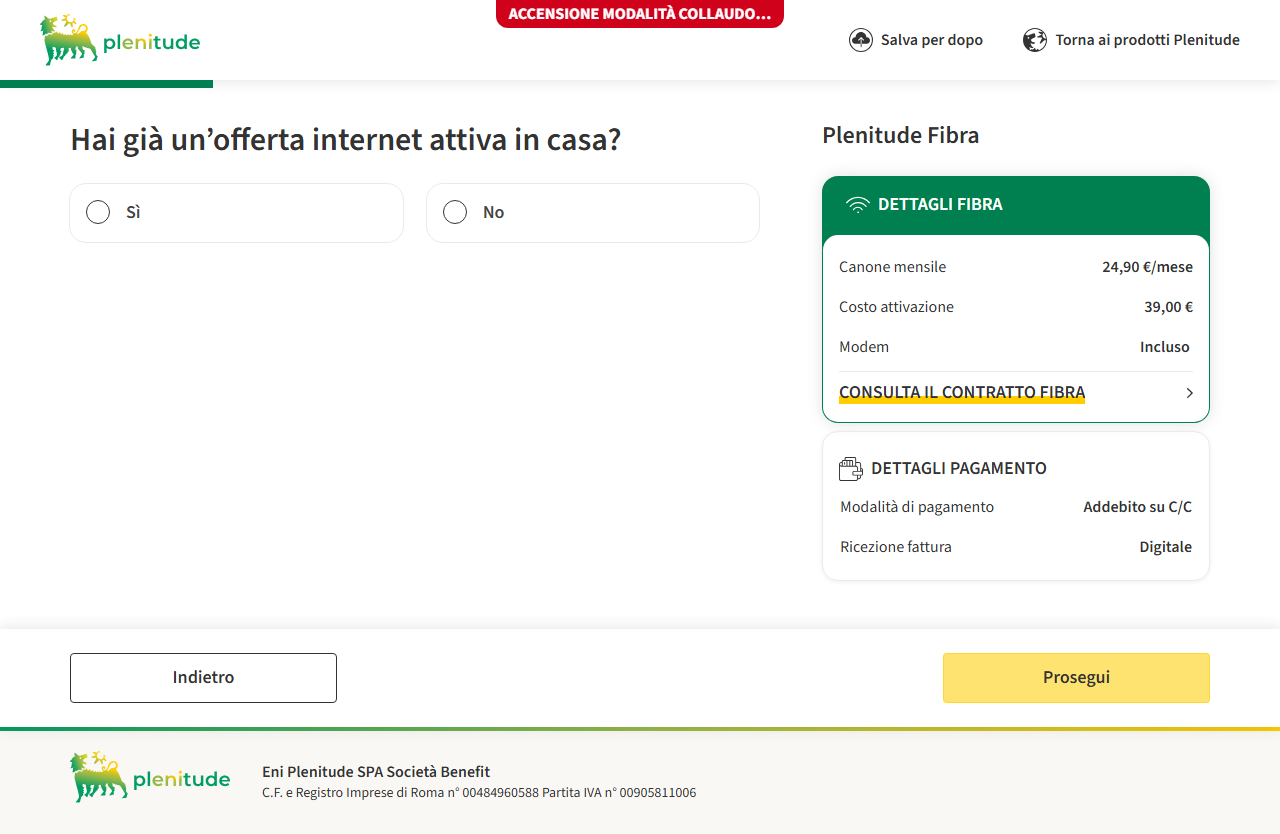 ACCENSIONE MODALITÀ COLLAUDO...
plenitude
Salva per dopo
Torna ai prodotti Plenitude
Hai già un’offerta internet attiva in casa?
Sì
No
Plenitude Fibra
DETTAGLI FIBRA
Canone mensile 24,90 €/mese
Costo attivazione 39,00 €
Modem Incluso
CONSULTA IL CONTRATTO FIBRA
DETTAGLI PAGAMENTO
Modalità di pagamento Addebito su C/C
Ricezione fattura Digitale
Indietro
Prosegui
plenitude
Eni Plenitude SPA Società Benefit
C.F. e Registro Imprese di Roma n° 00484960588 Partita IVA n° 00905811006